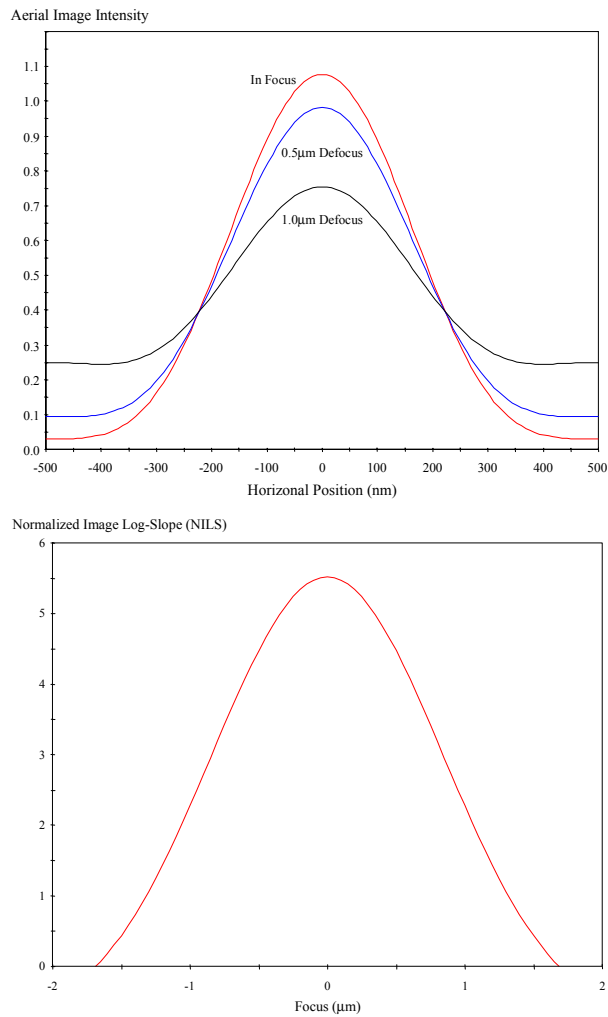 Aerial Image Intensity
1.1
1.0
0.9
0.8
0.7
0.6
0.5
0.4
0.3
0.2
0.1
0.0
In Focus
0.5μm Defocus
1.0μm Defocus
-500 -400 -300 -200 -100 0 100 200 300 400 500
Horizonal Position (nm)
Normalized Image Log-Slope (NILS)
6
5
4
3
2
1
0
-2 -1 0 1 2
Focus (μm)